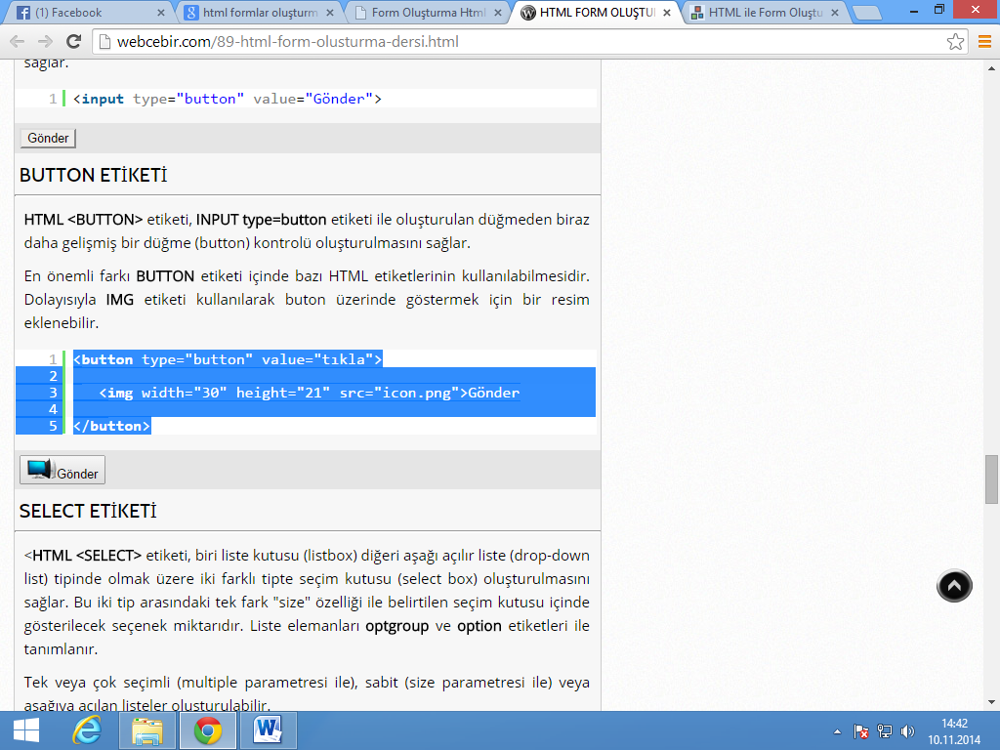 (1) Facebook
html formlar oluşturm
Form Oluşturma Html
HTML FORM OLUŞTU
HTML ile Form Oluştu
webcebir.com/89-html-form-olusturma-dersi.html
sağlar.
1 <input type="button" value="Gönder">
Gönder
BUTTON ETİKETİ
HTML <BUTTON> etiketi, INPUT type=button etiketi ile oluşturulan düğmeden biraz
daha gelişmiş bir düğme (button) kontrolü oluşturulmasını sağlar.
En önemli farkı BUTTON etiketi içinde bazı HTML etiketlerinin kullanılabilmesidir.
Dolayısıyla IMG etiketi kullanılarak buton üzerinde göstermek için bir resim
eklenebilir.
1 <button type="button" value="tıkla">
2
3 <img width="30" height="21" src="icon.png">Gönder
4
5 </button>
Gönder
SELECT ETİKETİ
<HTML <SELECT> etiketi, biri liste kutusu (listbox) diğeri aşağı açılır liste (drop-down
list) tipinde olmak üzere iki farklı tipte seçim kutusu (select box) oluşturulmasını
sağlar. Bu iki tip arasındaki tek fark "size" özelliği ile belirtilen seçim kutusu içinde
gösterilecek seçenek miktarıdır. Liste elemanları optgroup ve option etiketleri ile
tanımlanır.
Tek veya çok seçimli (multiple parametresi ile), sabit (size parametresi ile) veya
aşağıya açılan listeler oluşturulabilir.
14:42
10.11.2014